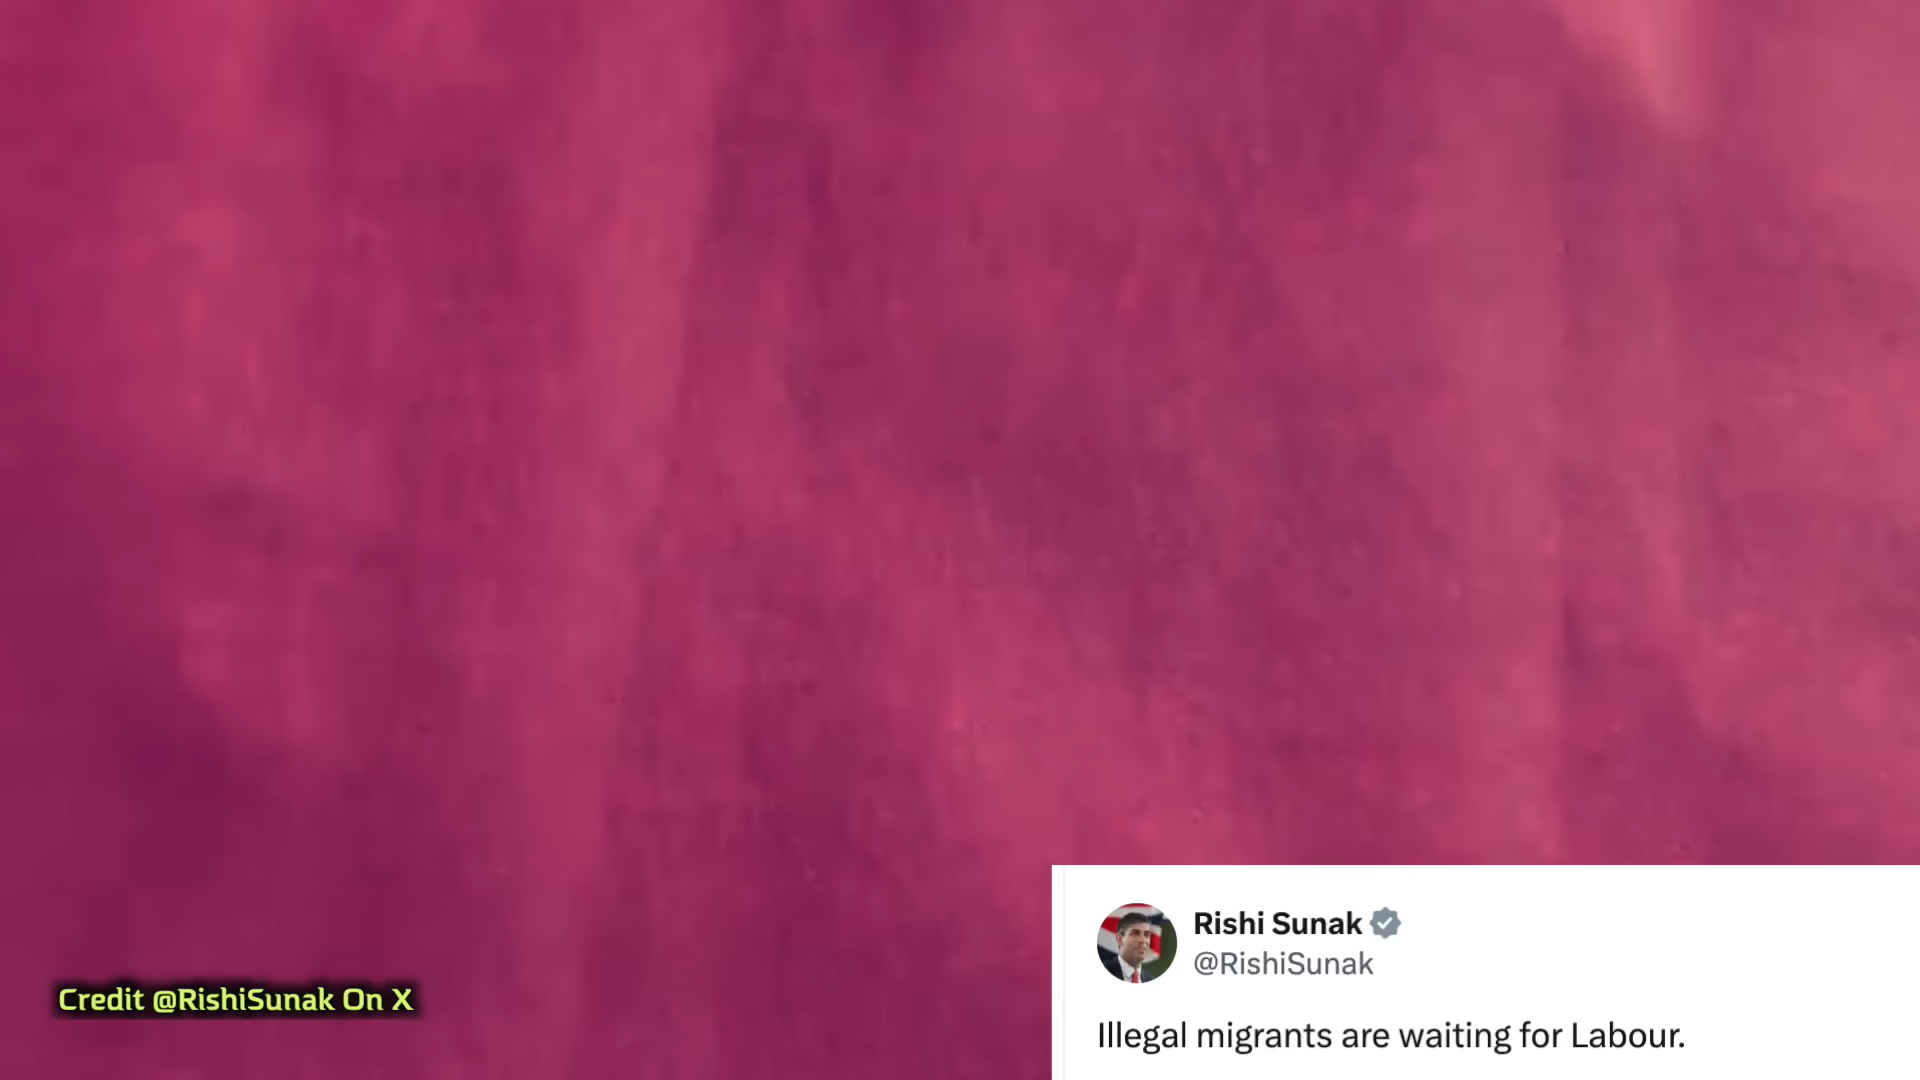 Rishi Sunak
@RishiSunak
Illegal migrants are waiting for Labour.
Credit @RishiSunak On X